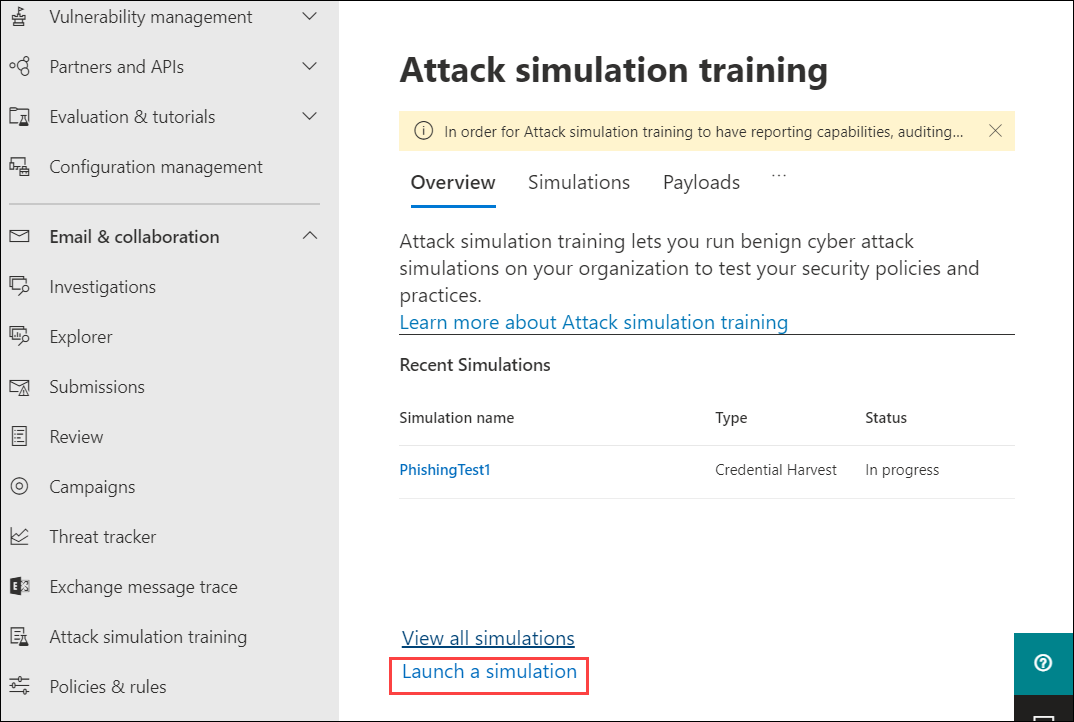 Vulnerability management
Partners and APIs
Evaluation & tutorials
Configuration management
Email & collaboration
Investigations
Explorer
Submissions
Review
Campaigns
Threat tracker
Exchange message trace
Attack simulation training
Policies & rules
Attack simulation training
In order for Attack simulation training to have reporting capabilities, auditing...
Overview Simulations Payloads ...
Attack simulation training lets you run benign cyber attack
simulations on your organization to test your security policies and
practices.
Learn more about Attack simulation training
Recent Simulations
Simulation name Type Status
PhishingTest1 Credential Harvest In progress
View all simulations
Launch a simulation